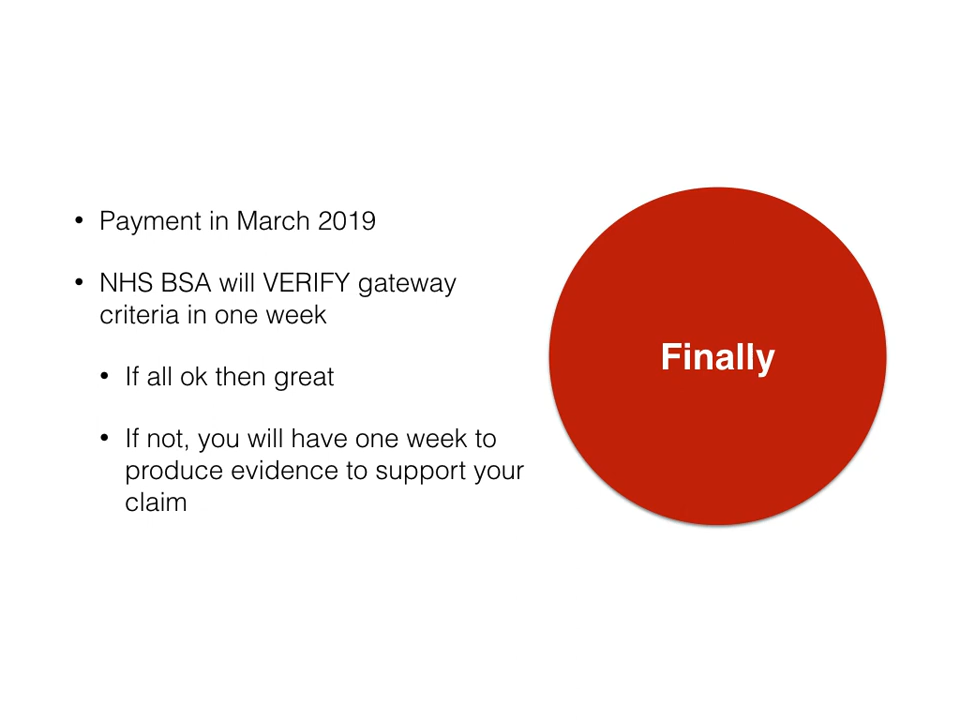 • Payment in March 2019
• NHS BSA will VERIFY gateway
criteria in one week
• If all ok then great
• If not, you will have one week to
produce evidence to support your
claim
Finally